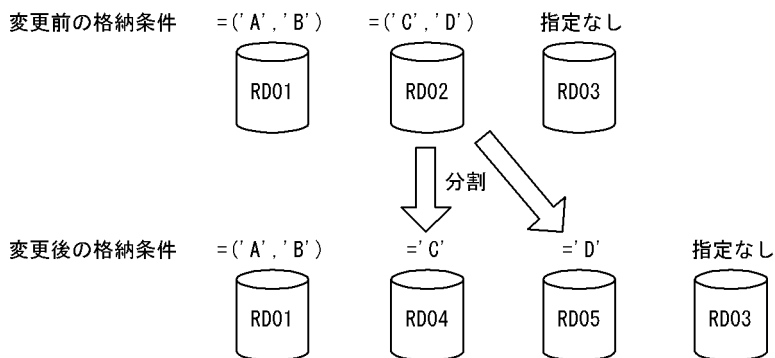 変更前の格納条件 =('A','B') =('C','D') 指定なし
RD01 RD02 RD03
分割
変更後の格納条件 =('A','B') ='C' ='D' 指定なし
RD01 RD04 RD05 RD03